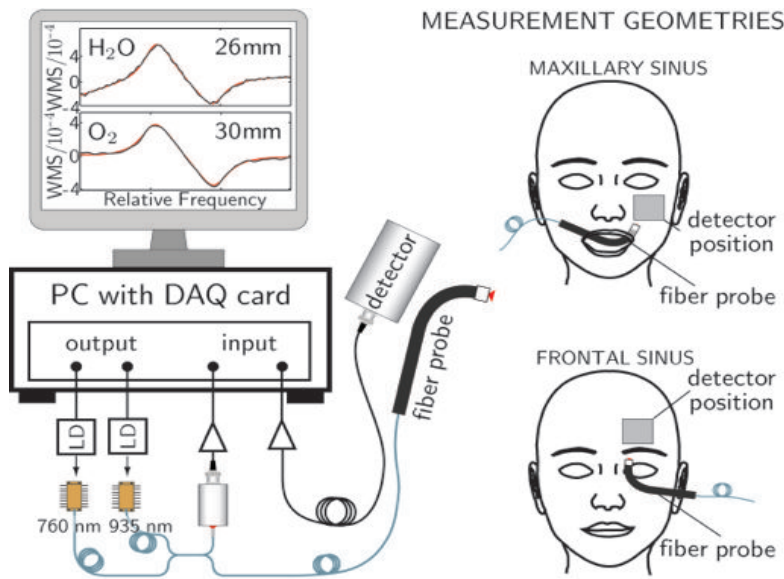 MEASUREMENT GEOMETRIES
WMS/10⁻⁴
4
0
-4
H₂O
26mm
WMS/10⁻⁴
4
0
-4
O₂
30mm
Relative Frequency
MAXILLARY SINUS
detector
position
fiber probe
detector
fiber probe
PC with DAQ card
output
input
LD
LD
760 nm
935 nm
FRONTAL SINUS
detector
position
fiber probe